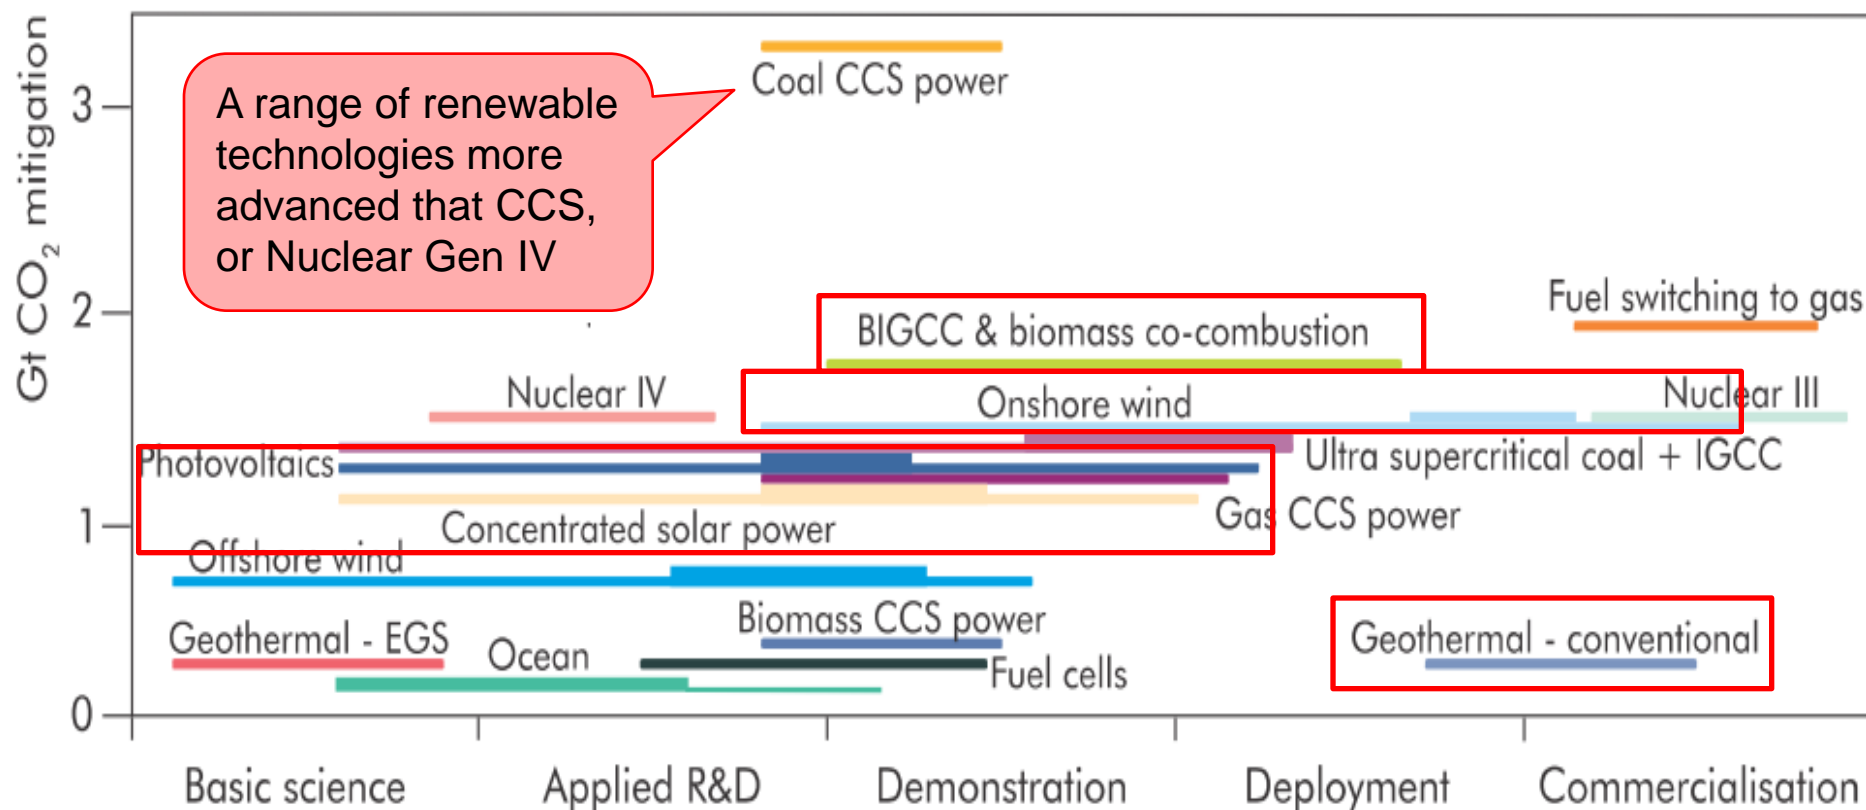 Gt CO₂ mitigation
3
2
1
0
A range of renewable
technologies more
advanced that CCS,
or Nuclear Gen IV
Coal CCS power
Fuel switching to gas
BIGCC & biomass co-combustion
Nuclear IV
Onshore wind
Nuclear III
Photovoltaics
Ultra supercritical coal + IGCC
Gas CCS power
Concentrated solar power
Offshore wind
Biomass CCS power
Geothermal - EGS
Ocean
Fuel cells
Geothermal - conventional
Basic science
Applied R&D
Demonstration
Deployment
Commercialisation